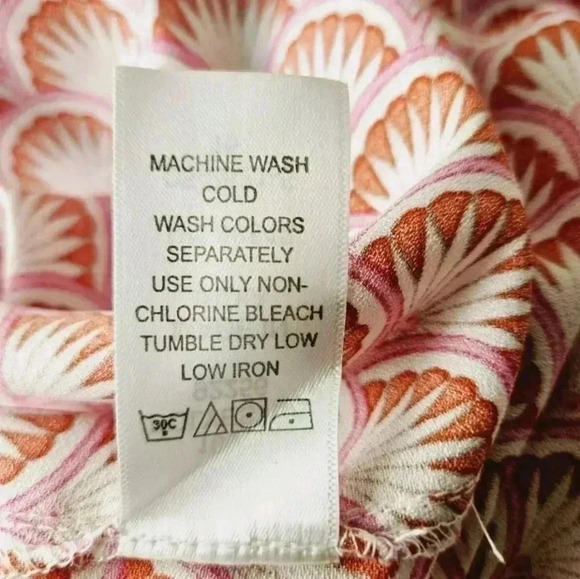 MACHINE WASH
COLD
WASH COLORS
SEPARATELY
USE ONLY NON-
CHLORINE BLEACH
TUMBLE DRY LOW
LOW IRON
30C